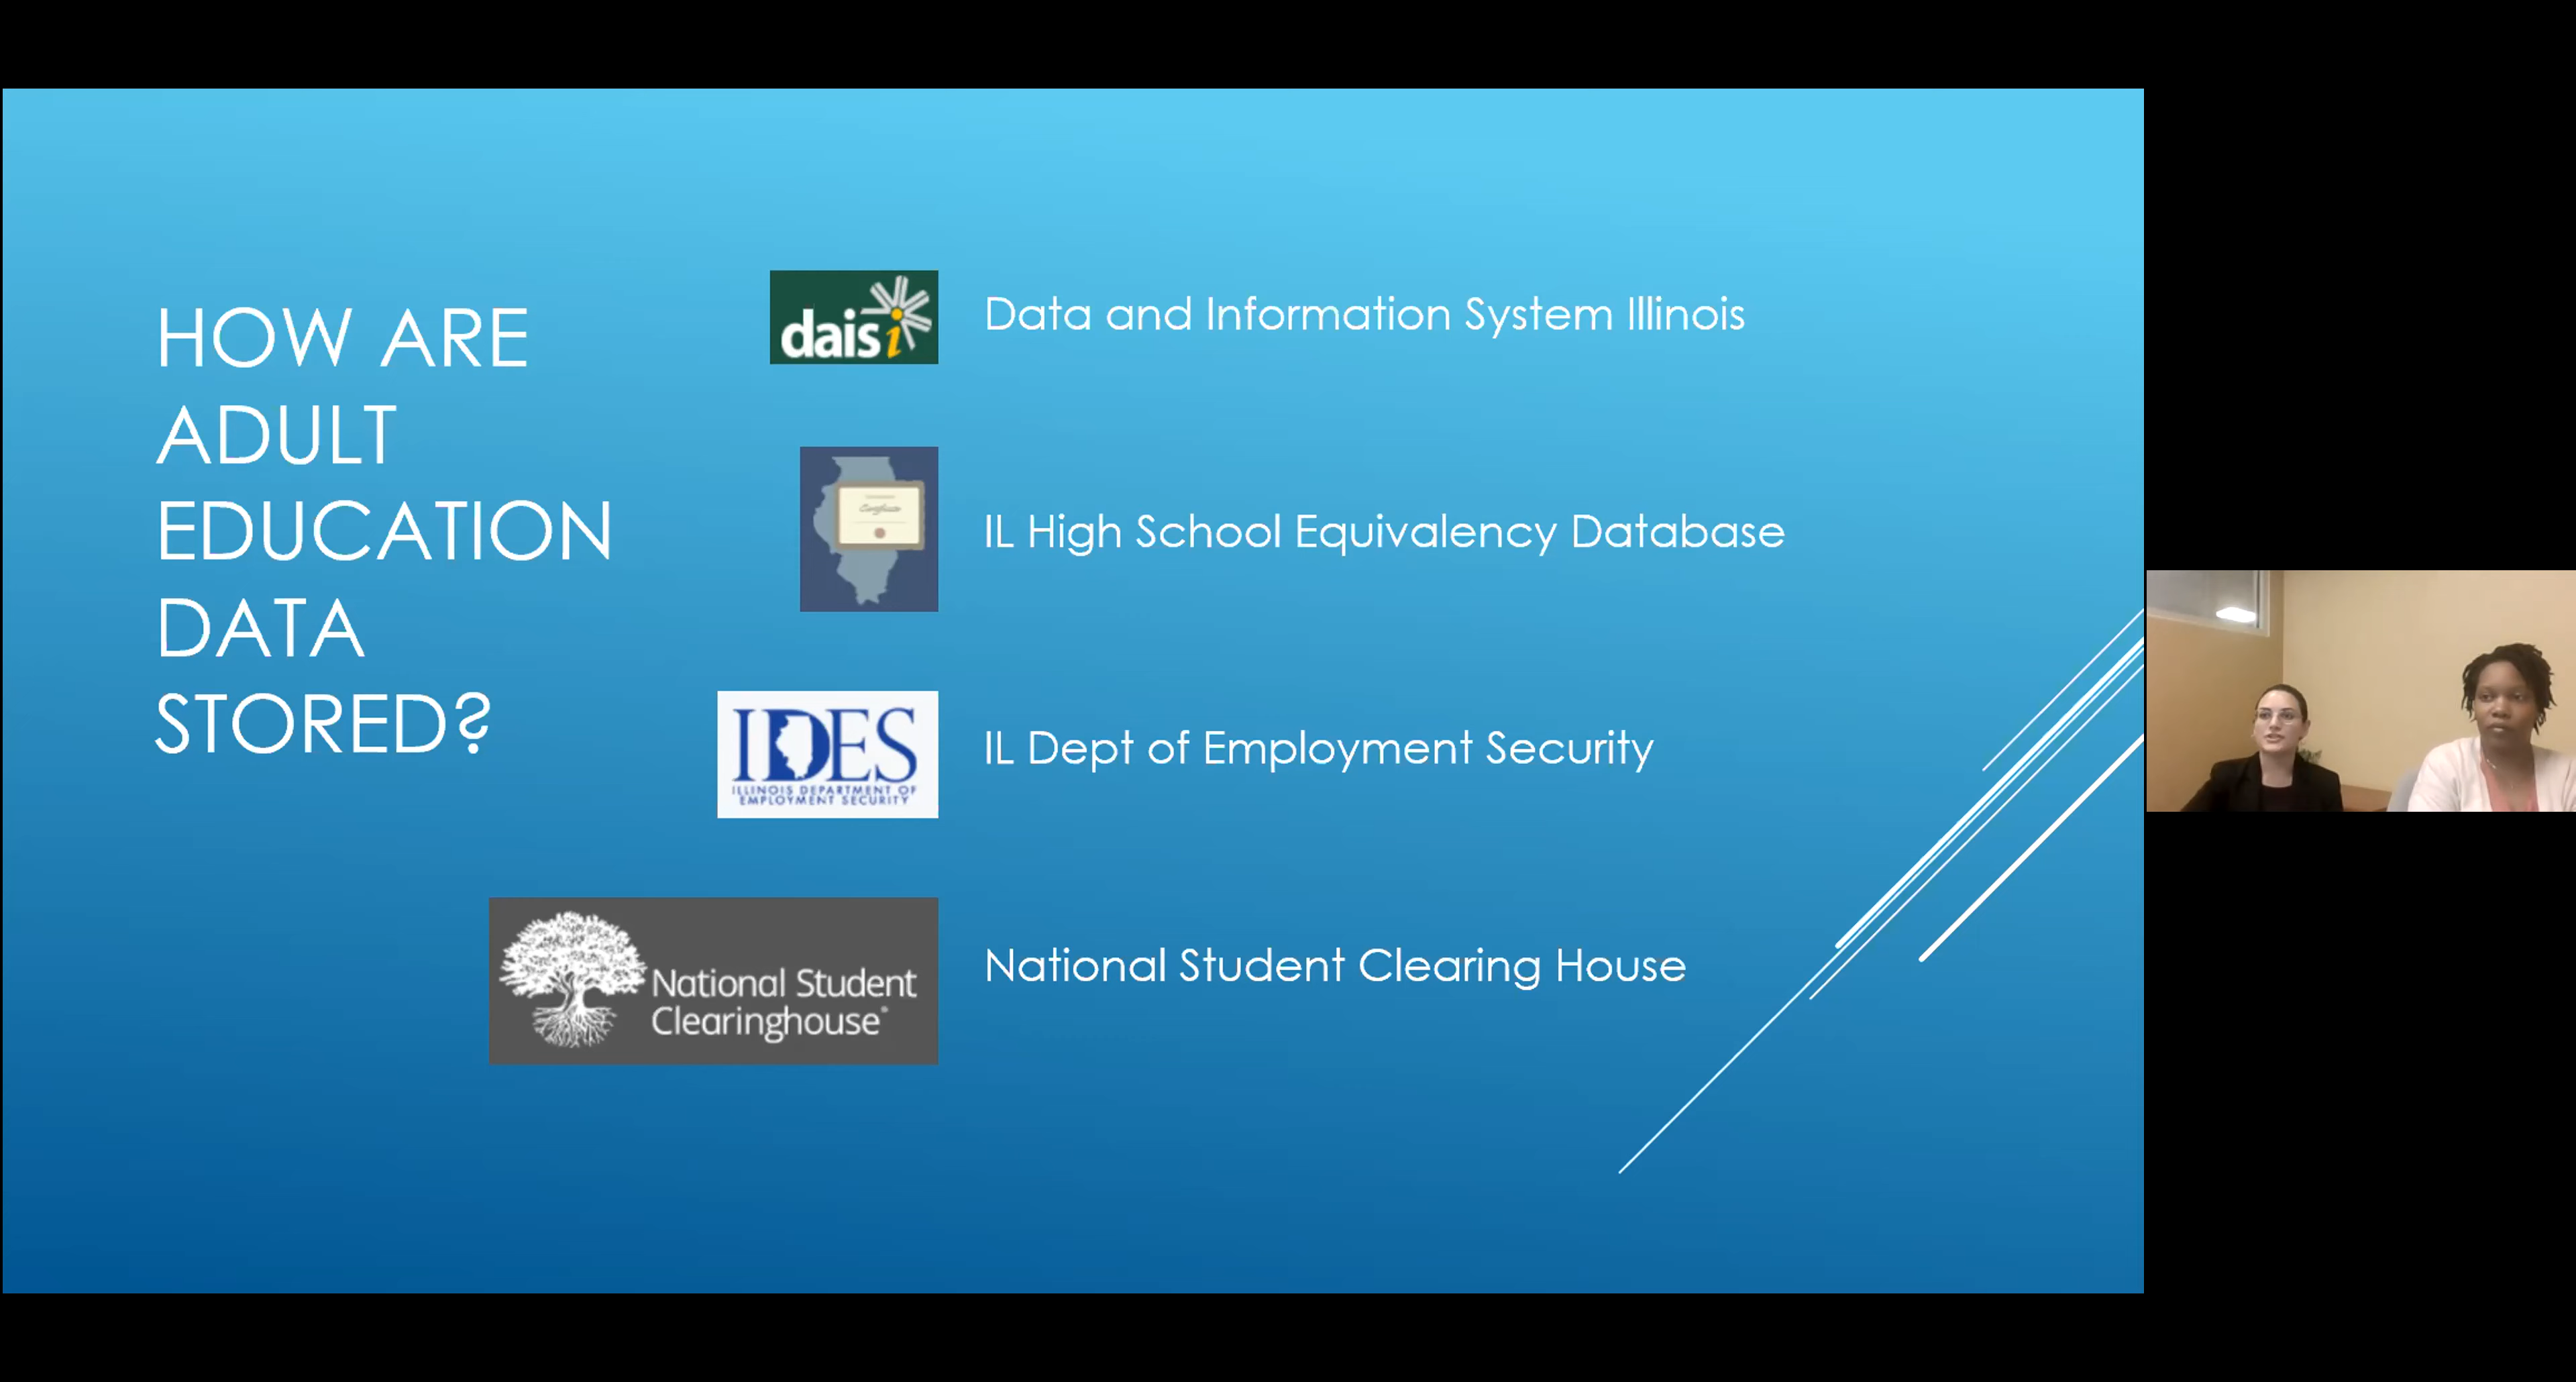 HOW ARE
ADULT
EDUCATION
DATA
STORED?
daisi
Data and Information System Illinois
Certificate
IL High School Equivalency Database
IDES
ILLINOIS DEPARTMENT OF
EMPLOYMENT SECURITY
IL Dept of Employment Security
National Student
Clearinghouse®
National Student Clearing House